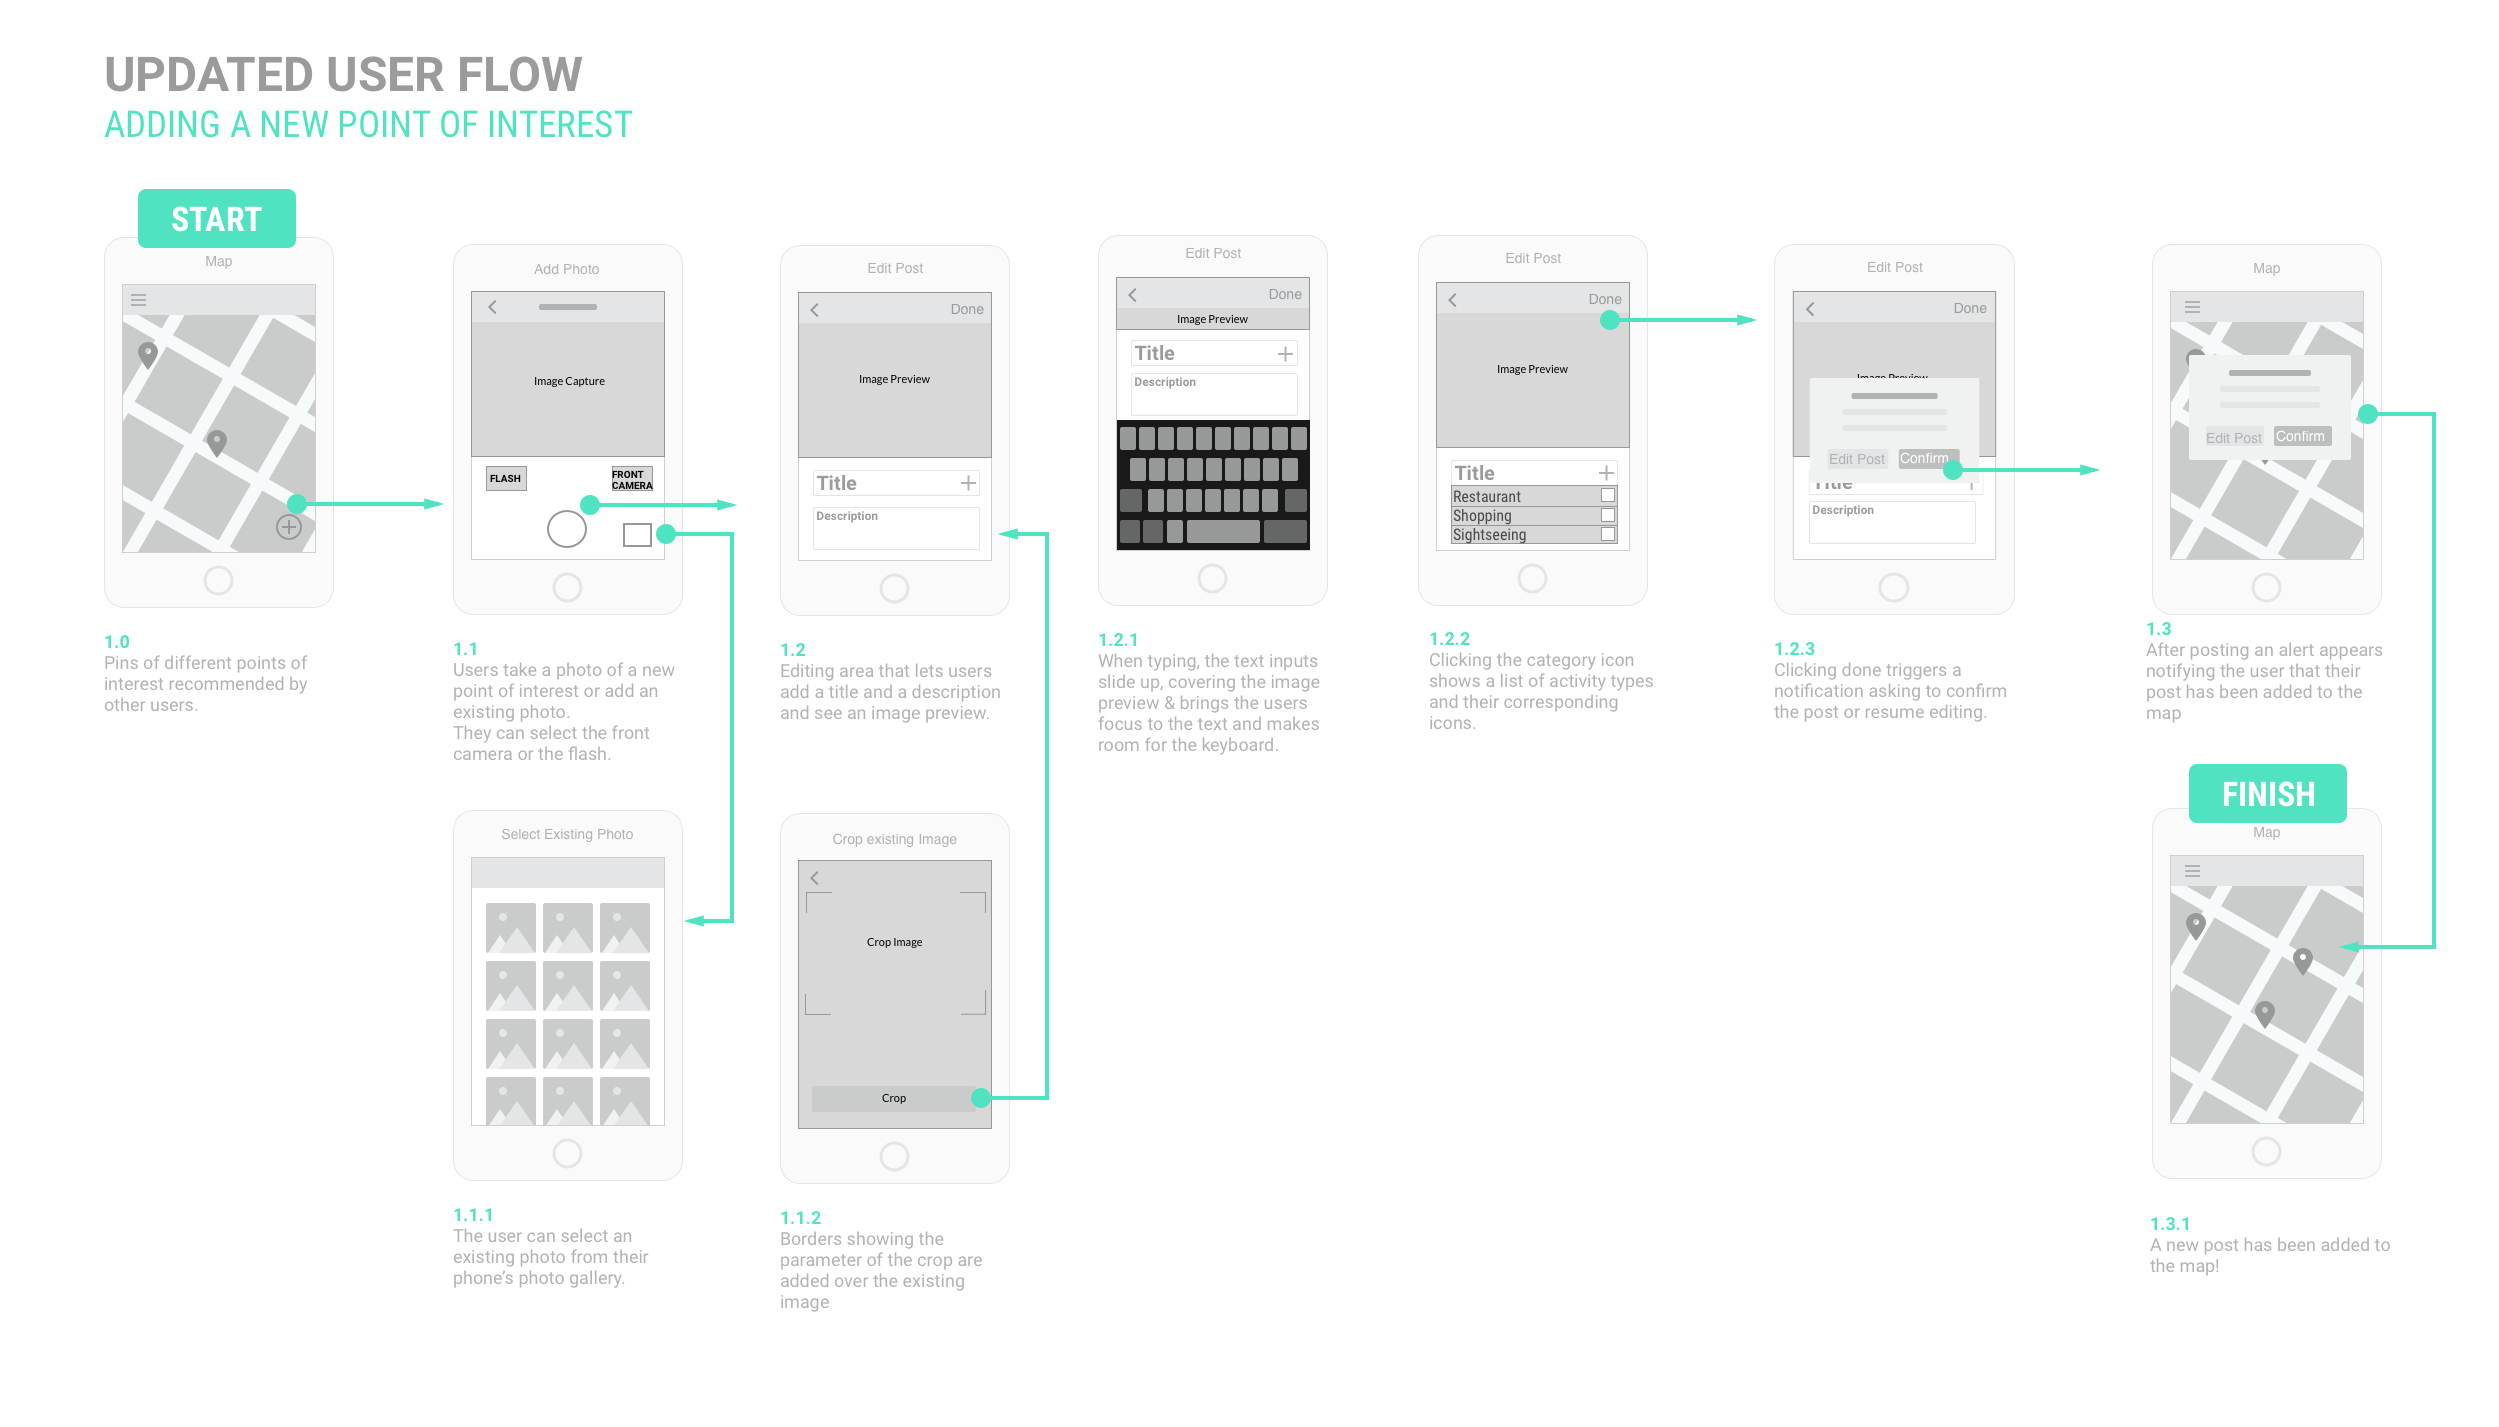 UPDATED USER FLOW
ADDING A NEW POINT OF INTEREST
START
Map
1.0
Pins of different points of
interest recommended by
other users.
Add Photo
Image Capture
FLASH
FRONT
CAMERA
1.1
Users take a photo of a new
point of interest or add an
existing photo.
They can select the front
camera or the flash.
Edit Post
Done
Image Preview
Title
Description
1.2
Editing area that lets users
add a title and a description
and see an image preview.
Edit Post
Done
Image Preview
Title
Description
1.2.1
When typing, the text inputs
slide up, covering the image
preview & brings the users
focus to the text and makes
room for the keyboard.
Edit Post
Done
Image Preview
Title
Restaurant
Shopping
Sightseeing
1.2.2
Clicking the category icon
shows a list of activity types
and their corresponding
icons.
Edit Post
Done
Image Preview
Edit Post Confirm
Title
Description
1.2.3
Clicking done triggers a
notification asking to confirm
the post or resume editing.
Map
Edit Post Confirm
1.3
After posting an alert appears
notifying the user that their
post has been added to the
map
Select Existing Photo
1.1.1
The user can select an
existing photo from their
phone's photo gallery.
Crop existing Image
Crop Image
Crop
1.1.2
Borders showing the
parameter of the crop are
added over the existing
image
FINISH
Map
1.3.1
A new post has been added to
the map!